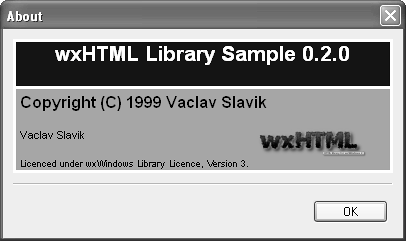 About
wxHTML Library Sample 0.2.0
Copyright (C) 1999 Vaclav Slavik
Vaclav Slavik
wxHTML
Licenced under wxWindows Library Licence, Version 3.
OK